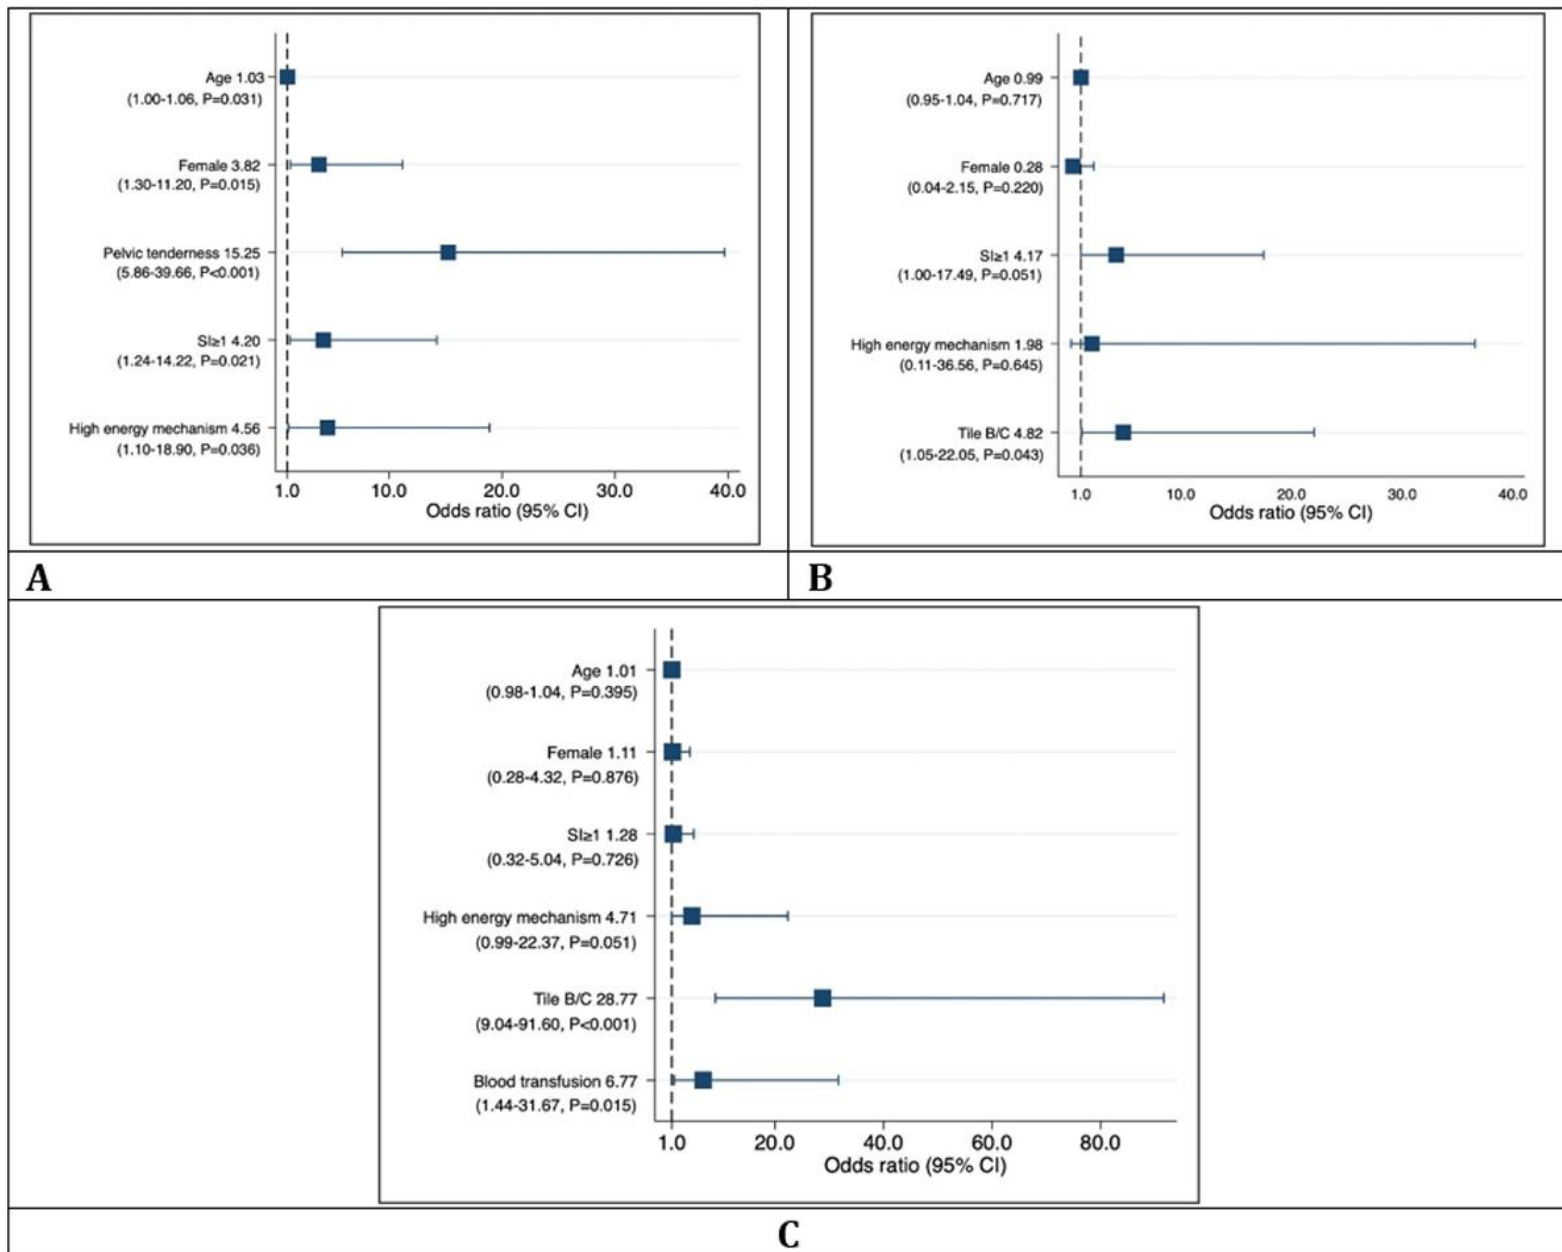 Age 1.03
(1.00-1.06, P=0.031)
Female 3.82
(1.30-11.20, P=0.015)
Pelvic tenderness 15.25
(5.86-39.66, P<0.001)
SI≥1 4.20
(1.24-14.22, P=0.021)
High energy mechanism 4.56
(1.10-18.90, P=0.036)
1.0 10.0 20.0 30.0 40.0
Odds ratio (95% CI)
A
Age 0.99
(0.95-1.04, P=0.717)
Female 0.28
(0.04-2.15, P=0.220)
SI≥1 4.17
(1.00-17.49, P=0.051)
High energy mechanism 1.98
(0.11-36.56, P=0.645)
Tile B/C 4.82
(1.05-22.05, P=0.043)
1.0 10.0 20.0 30.0 40.0
Odds ratio (95% CI)
B
Age 1.01
(0.98-1.04, P=0.395)
Female 1.11
(0.28-4.32, P=0.876)
SI≥1 1.28
(0.32-5.04, P=0.726)
High energy mechanism 4.71
(0.99-22.37, P=0.051)
Tile B/C 28.77
(9.04-91.60, P<0.001)
Blood transfusion 6.77
(1.44-31.67, P=0.015)
1.0 20.0 40.0 60.0 80.0
Odds ratio (95% CI)
C